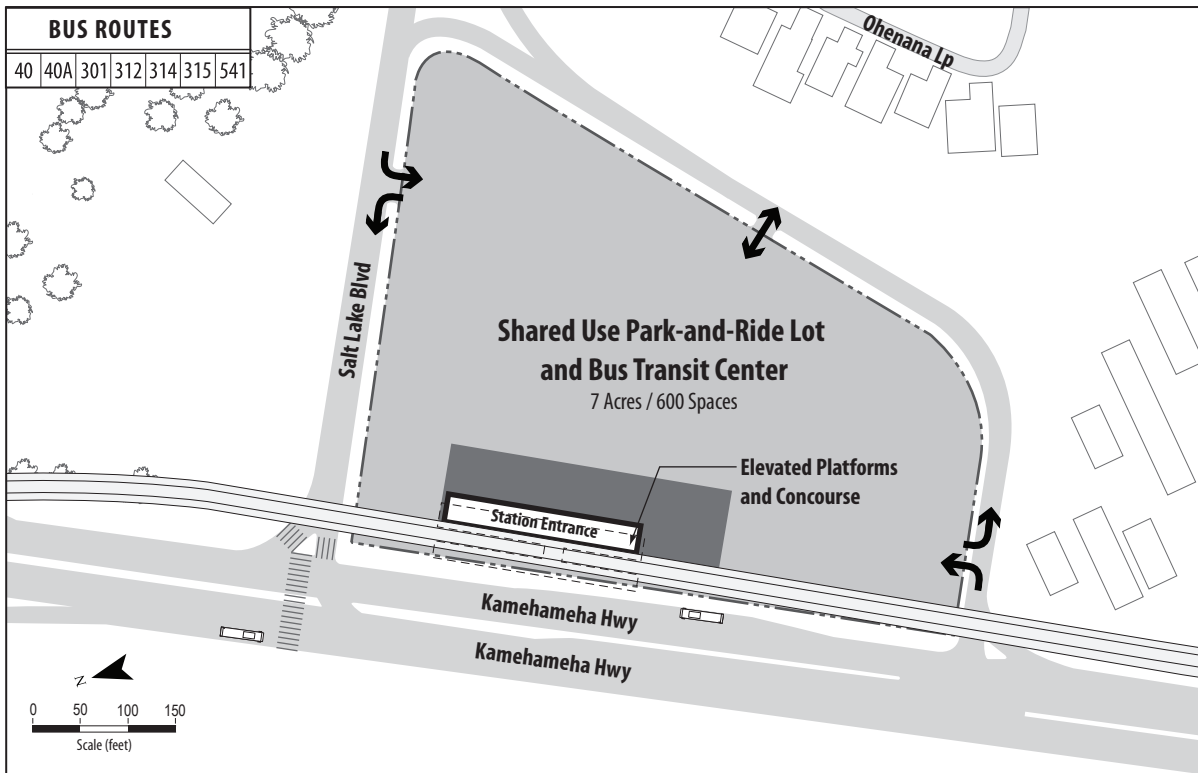 BUS ROUTES
40 40A 301 312 314 315 541
Ohenana Lp
Salt Lake Blvd
Shared Use Park-and-Ride Lot
and Bus Transit Center
7 Acres / 600 Spaces
Elevated Platforms
and Concourse
Station Entrance
Kamehameha Hwy
Kamehameha Hwy
N
0 50 100 150
Scale (feet)